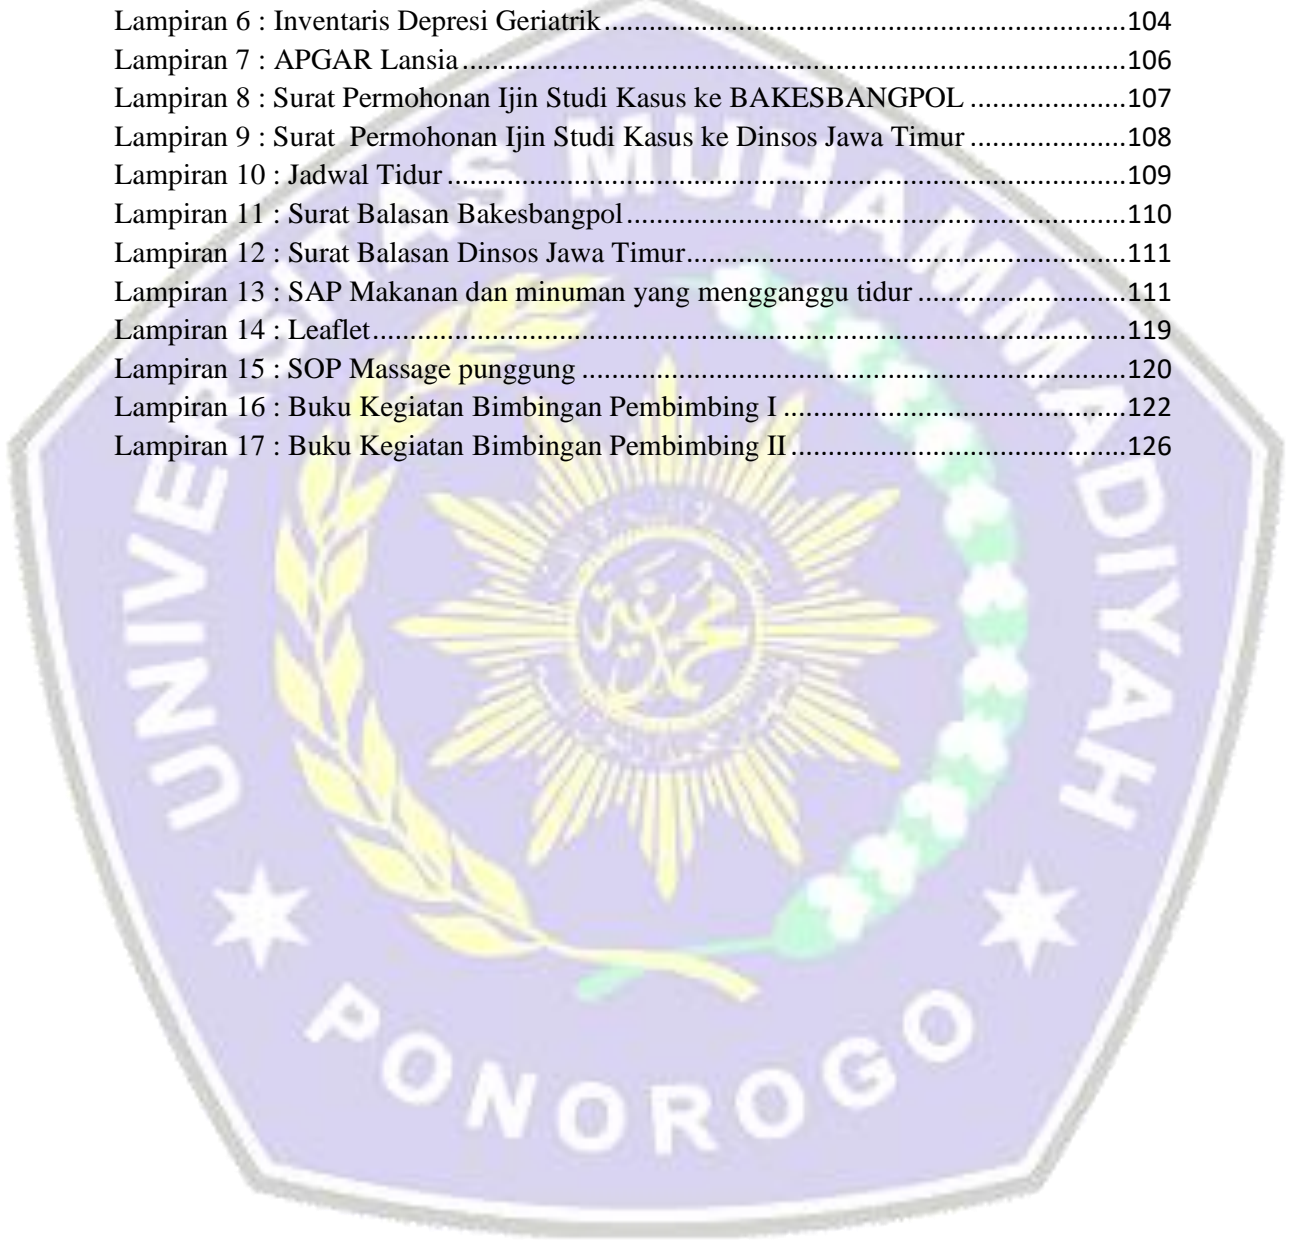 Lampiran 6 : Inventaris Depresi Geriatrik....................104
Lampiran 7 : APGAR Lansia....................106
Lampiran 8 : Surat Permohonan Ijin Studi Kasus ke BAKESBANGPOL....................107
Lampiran 9 : Surat  Permohonan Ijin Studi Kasus ke Dinsos Jawa Timur....................108
Lampiran 10 : Jadwal Tidur....................109
Lampiran 11 : Surat Balasan Bakesbangpol....................110
Lampiran 12 : Surat Balasan Dinsos Jawa Timur....................111
Lampiran 13 : SAP Makanan dan minuman yang mengganggu tidur....................111
Lampiran 14 : Leaflet....................119
Lampiran 15 : SOP Massage punggung....................120
Lampiran 16 : Buku Kegiatan Bimbingan Pembimbing I....................122
Lampiran 17 : Buku Kegiatan Bimbingan Pembimbing II....................126
UNIVERSITAS MUHAMMADIYAH
PONOROGO